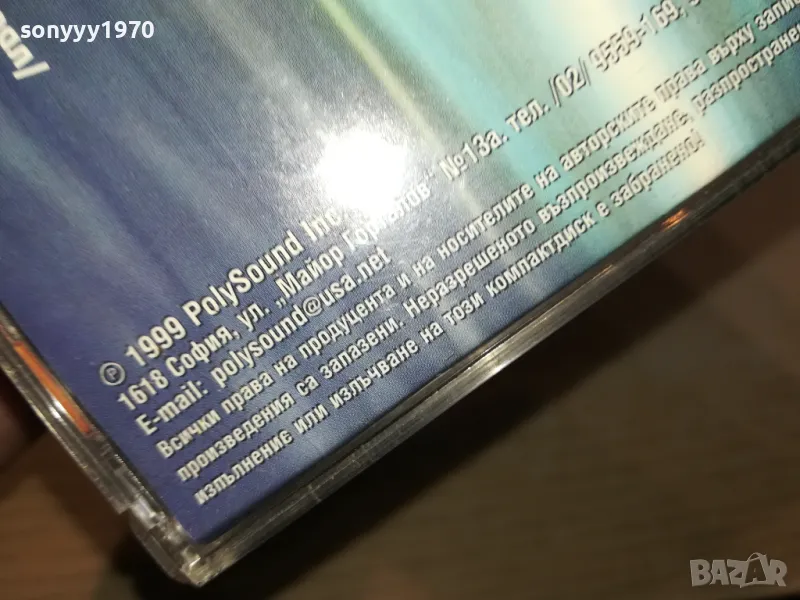 sonyyy1970
℗ 1999 PolySound Inc.
1618 София, ул. „Майор Горталов“ №13а. тел. /02/ 9559-169,
E-mail: polysound@usa.net
Всички права на продуцента и на носителите на авторските права върху
произведения са запазени. Неразрешеното възпроизвеждане,
изпълнение или излъчване на този компактдиск е забранено!
BAZAR